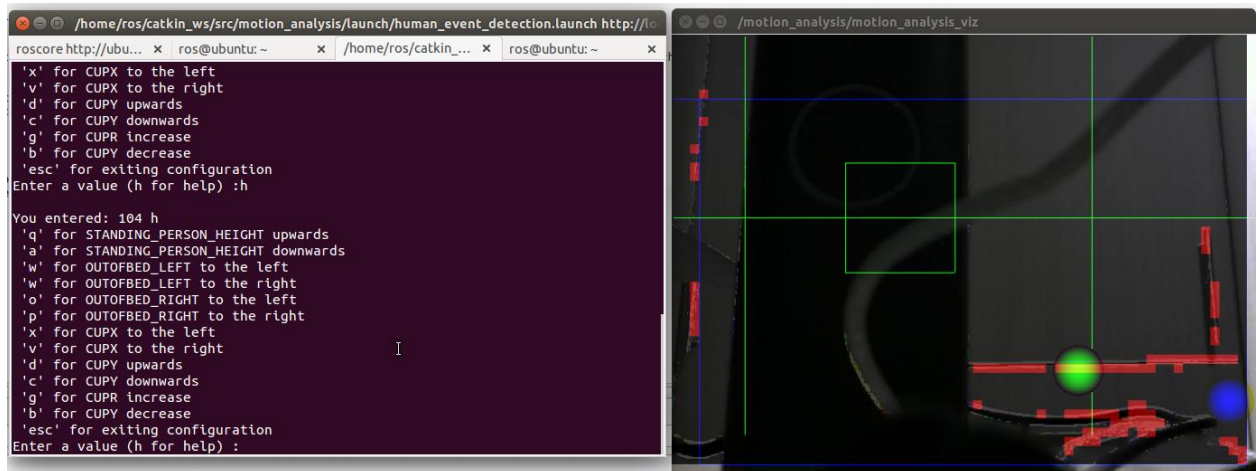 /home/ros/catkin_ws/src/motion_analysis/launch/human_event_detection.launch http://lo
roscore http://ubu... × ros@ubuntu: ~ × /home/ros/catkin_... × ros@ubuntu: ~ ×
'x' for CUPX to the left
'v' for CUPX to the right
'd' for CUPY upwards
'c' for CUPY downwards
'g' for CUPR increase
'b' for CUPY decrease
'esc' for exiting configuration
Enter a value (h for help) :h
You entered: 104 h
'q' for STANDING_PERSON_HEIGHT upwards
'a' for STANDING_PERSON_HEIGHT downwards
'w' for OUTOFBED_LEFT to the left
'w' for OUTOFBED_LEFT to the right
'o' for OUTOFBED_RIGHT to the left
'p' for OUTOFBED_RIGHT to the right
'x' for CUPX to the left
'v' for CUPX to the right
'd' for CUPY upwards
'c' for CUPY downwards
'g' for CUPR increase
'b' for CUPY decrease
'esc' for exiting configuration
Enter a value (h for help) :
/motion_analysis/motion_analysis_viz